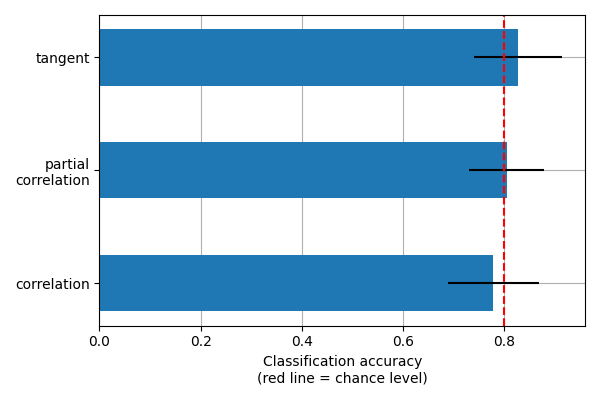 tangent
partial
correlation
correlation
0.0 0.2 0.4 0.6 0.8
Classification accuracy
(red line = chance level)